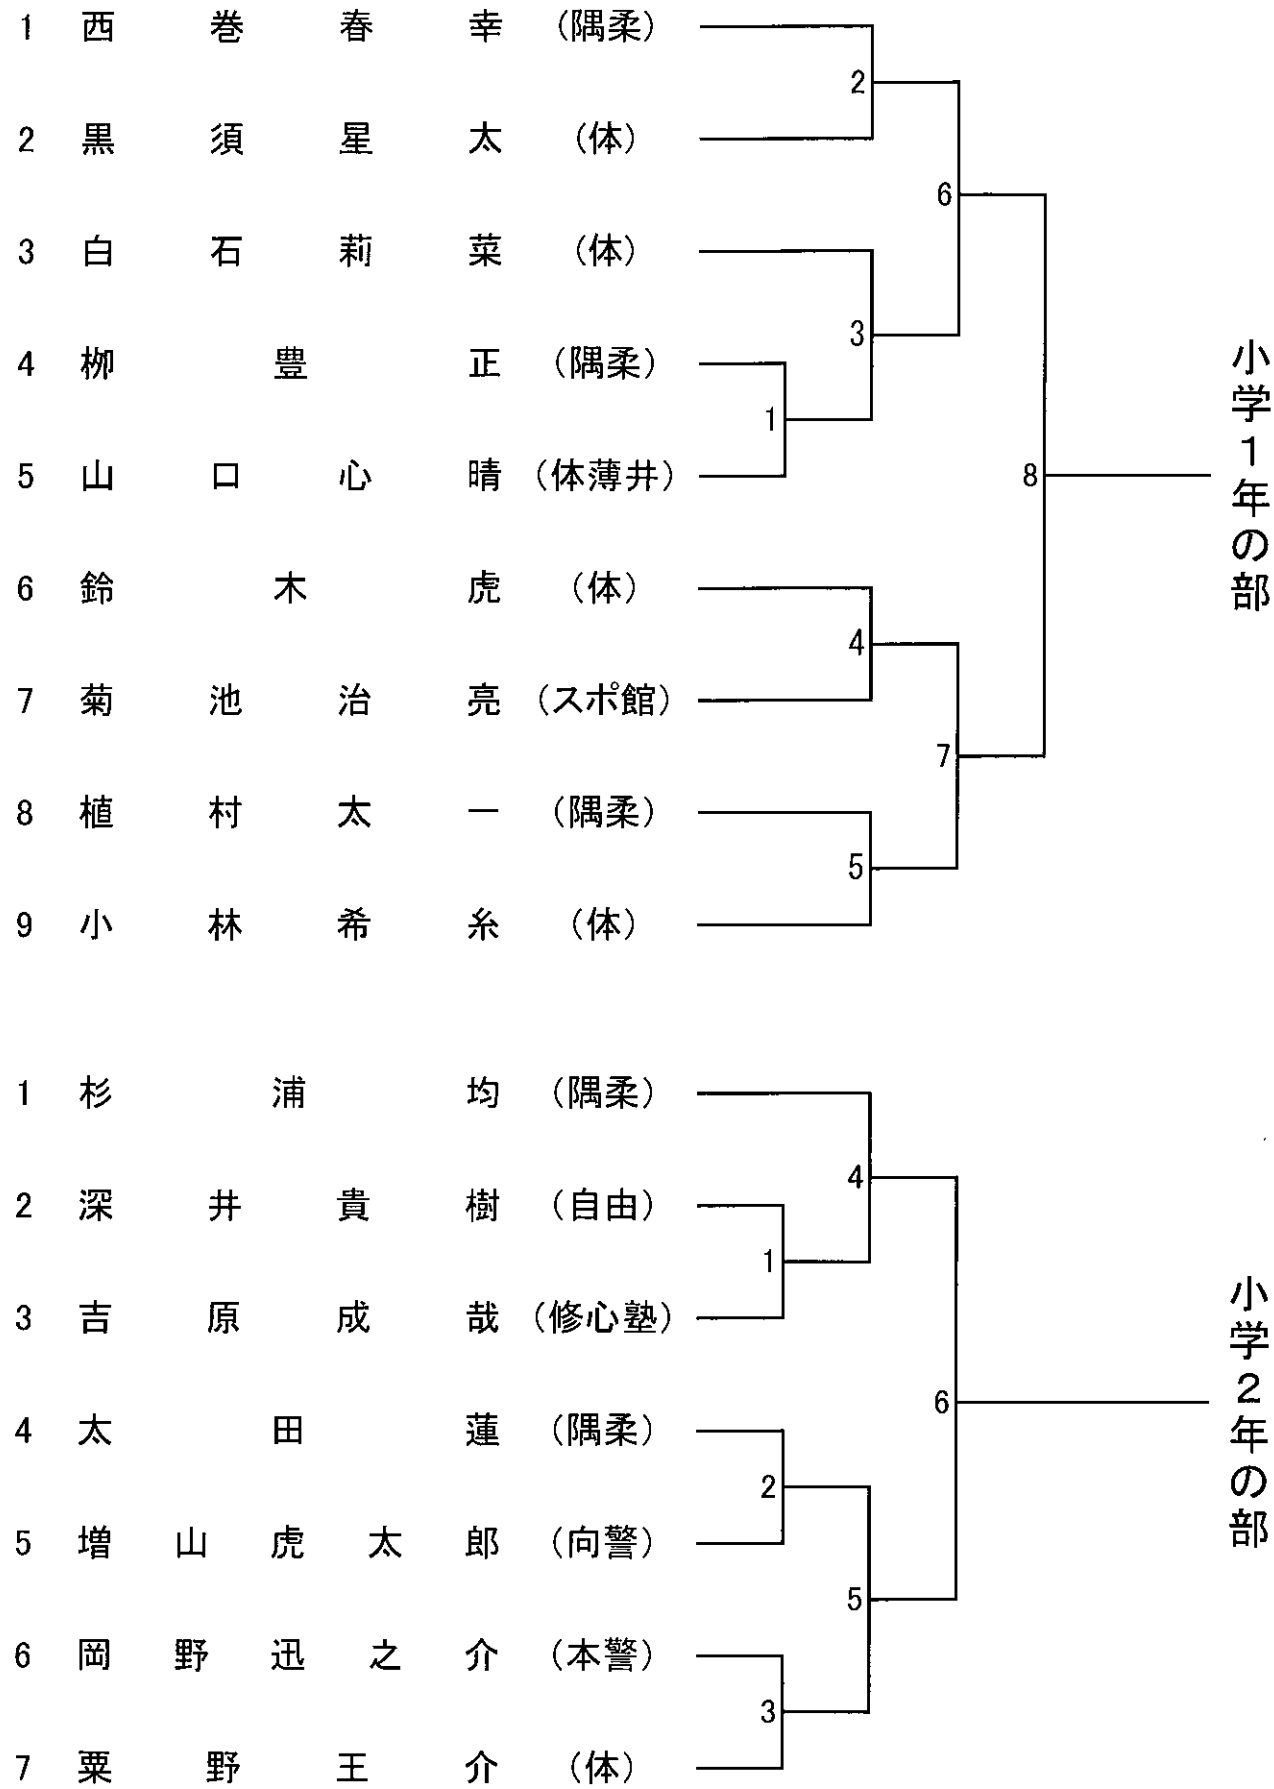 1 西巻春幸 (隅柔)
2
2 黒須星太 (体)
6
3 白石莉菜 (体)
3
4 栁豊正 (隅柔)
1
5 山口心晴 (体薄井)
8
小学1年の部
6 鈴木虎 (体)
4
7 菊池治亮 (スポ館)
7
8 植村太一 (隅柔)
5
9 小林希糸 (体)
1 杉浦均 (隅柔)
4
2 深井貴樹 (自由)
1
3 吉原成哉 (修心塾)
6
小学2年の部
4 太田蓮 (隅柔)
2
5 増山虎太郎 (向警)
5
6 岡野迅之介 (本警)
3
7 粟野王介 (体)